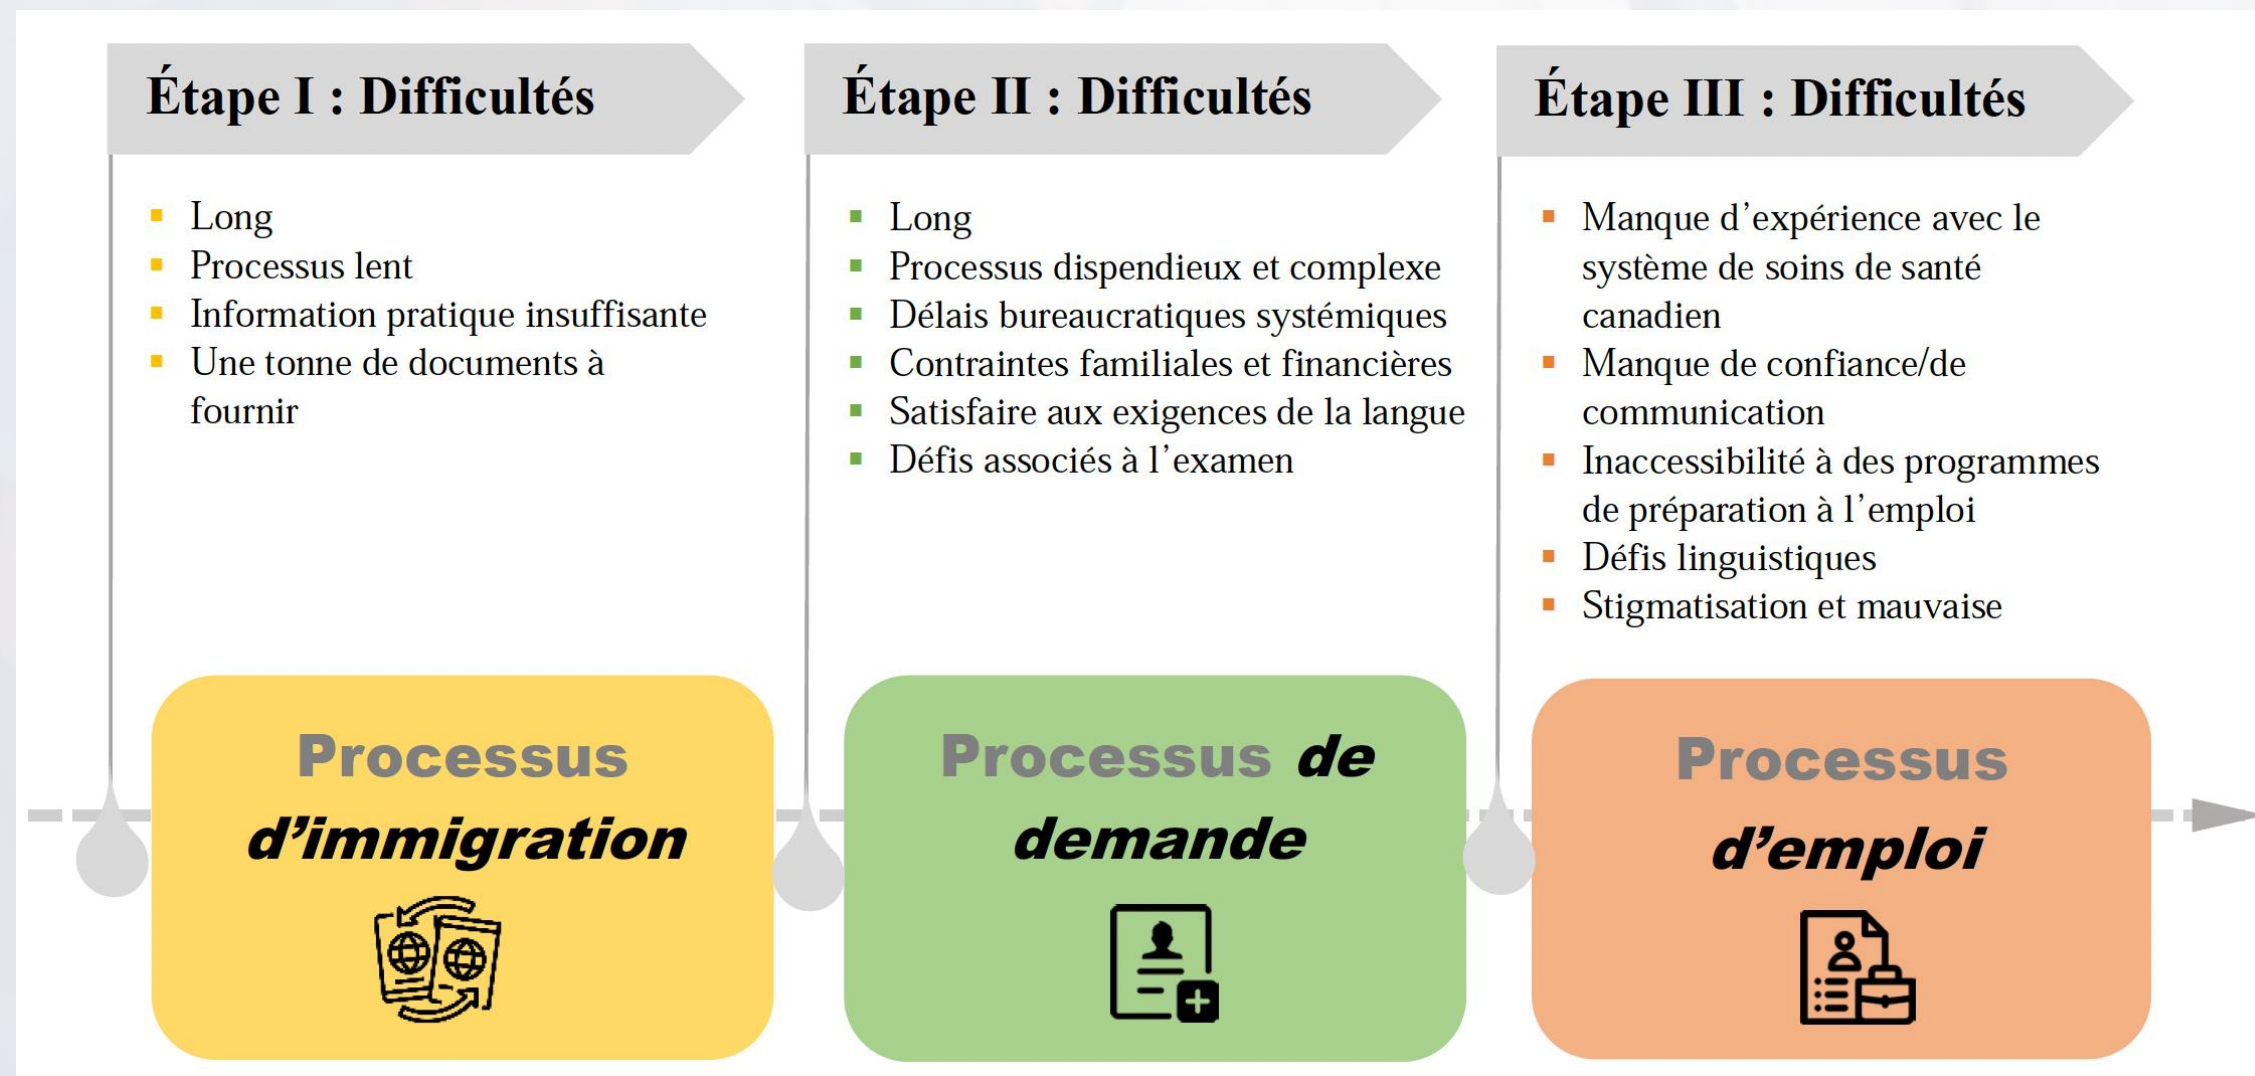 Étape I : Difficultés
Long
Processus lent
Information pratique insuffisante
Une tonne de documents à
fournir
Processus
d'immigration
Étape II : Difficultés
Long
Processus dispendieux et complexe
Délais bureaucratiques systémiques
Contraintes familiales et financières
Satisfaire aux exigences de la langue
Défis associés à l'examen
Processus de
demande
Étape III : Difficultés
Manque d'expérience avec le
système de soins de santé
canadien
Manque de confiance/de
communication
Inaccessibilité à des programmes
de préparation à l'emploi
Défis linguistiques
Stigmatisation et mauvaise
Processus
d'emploi